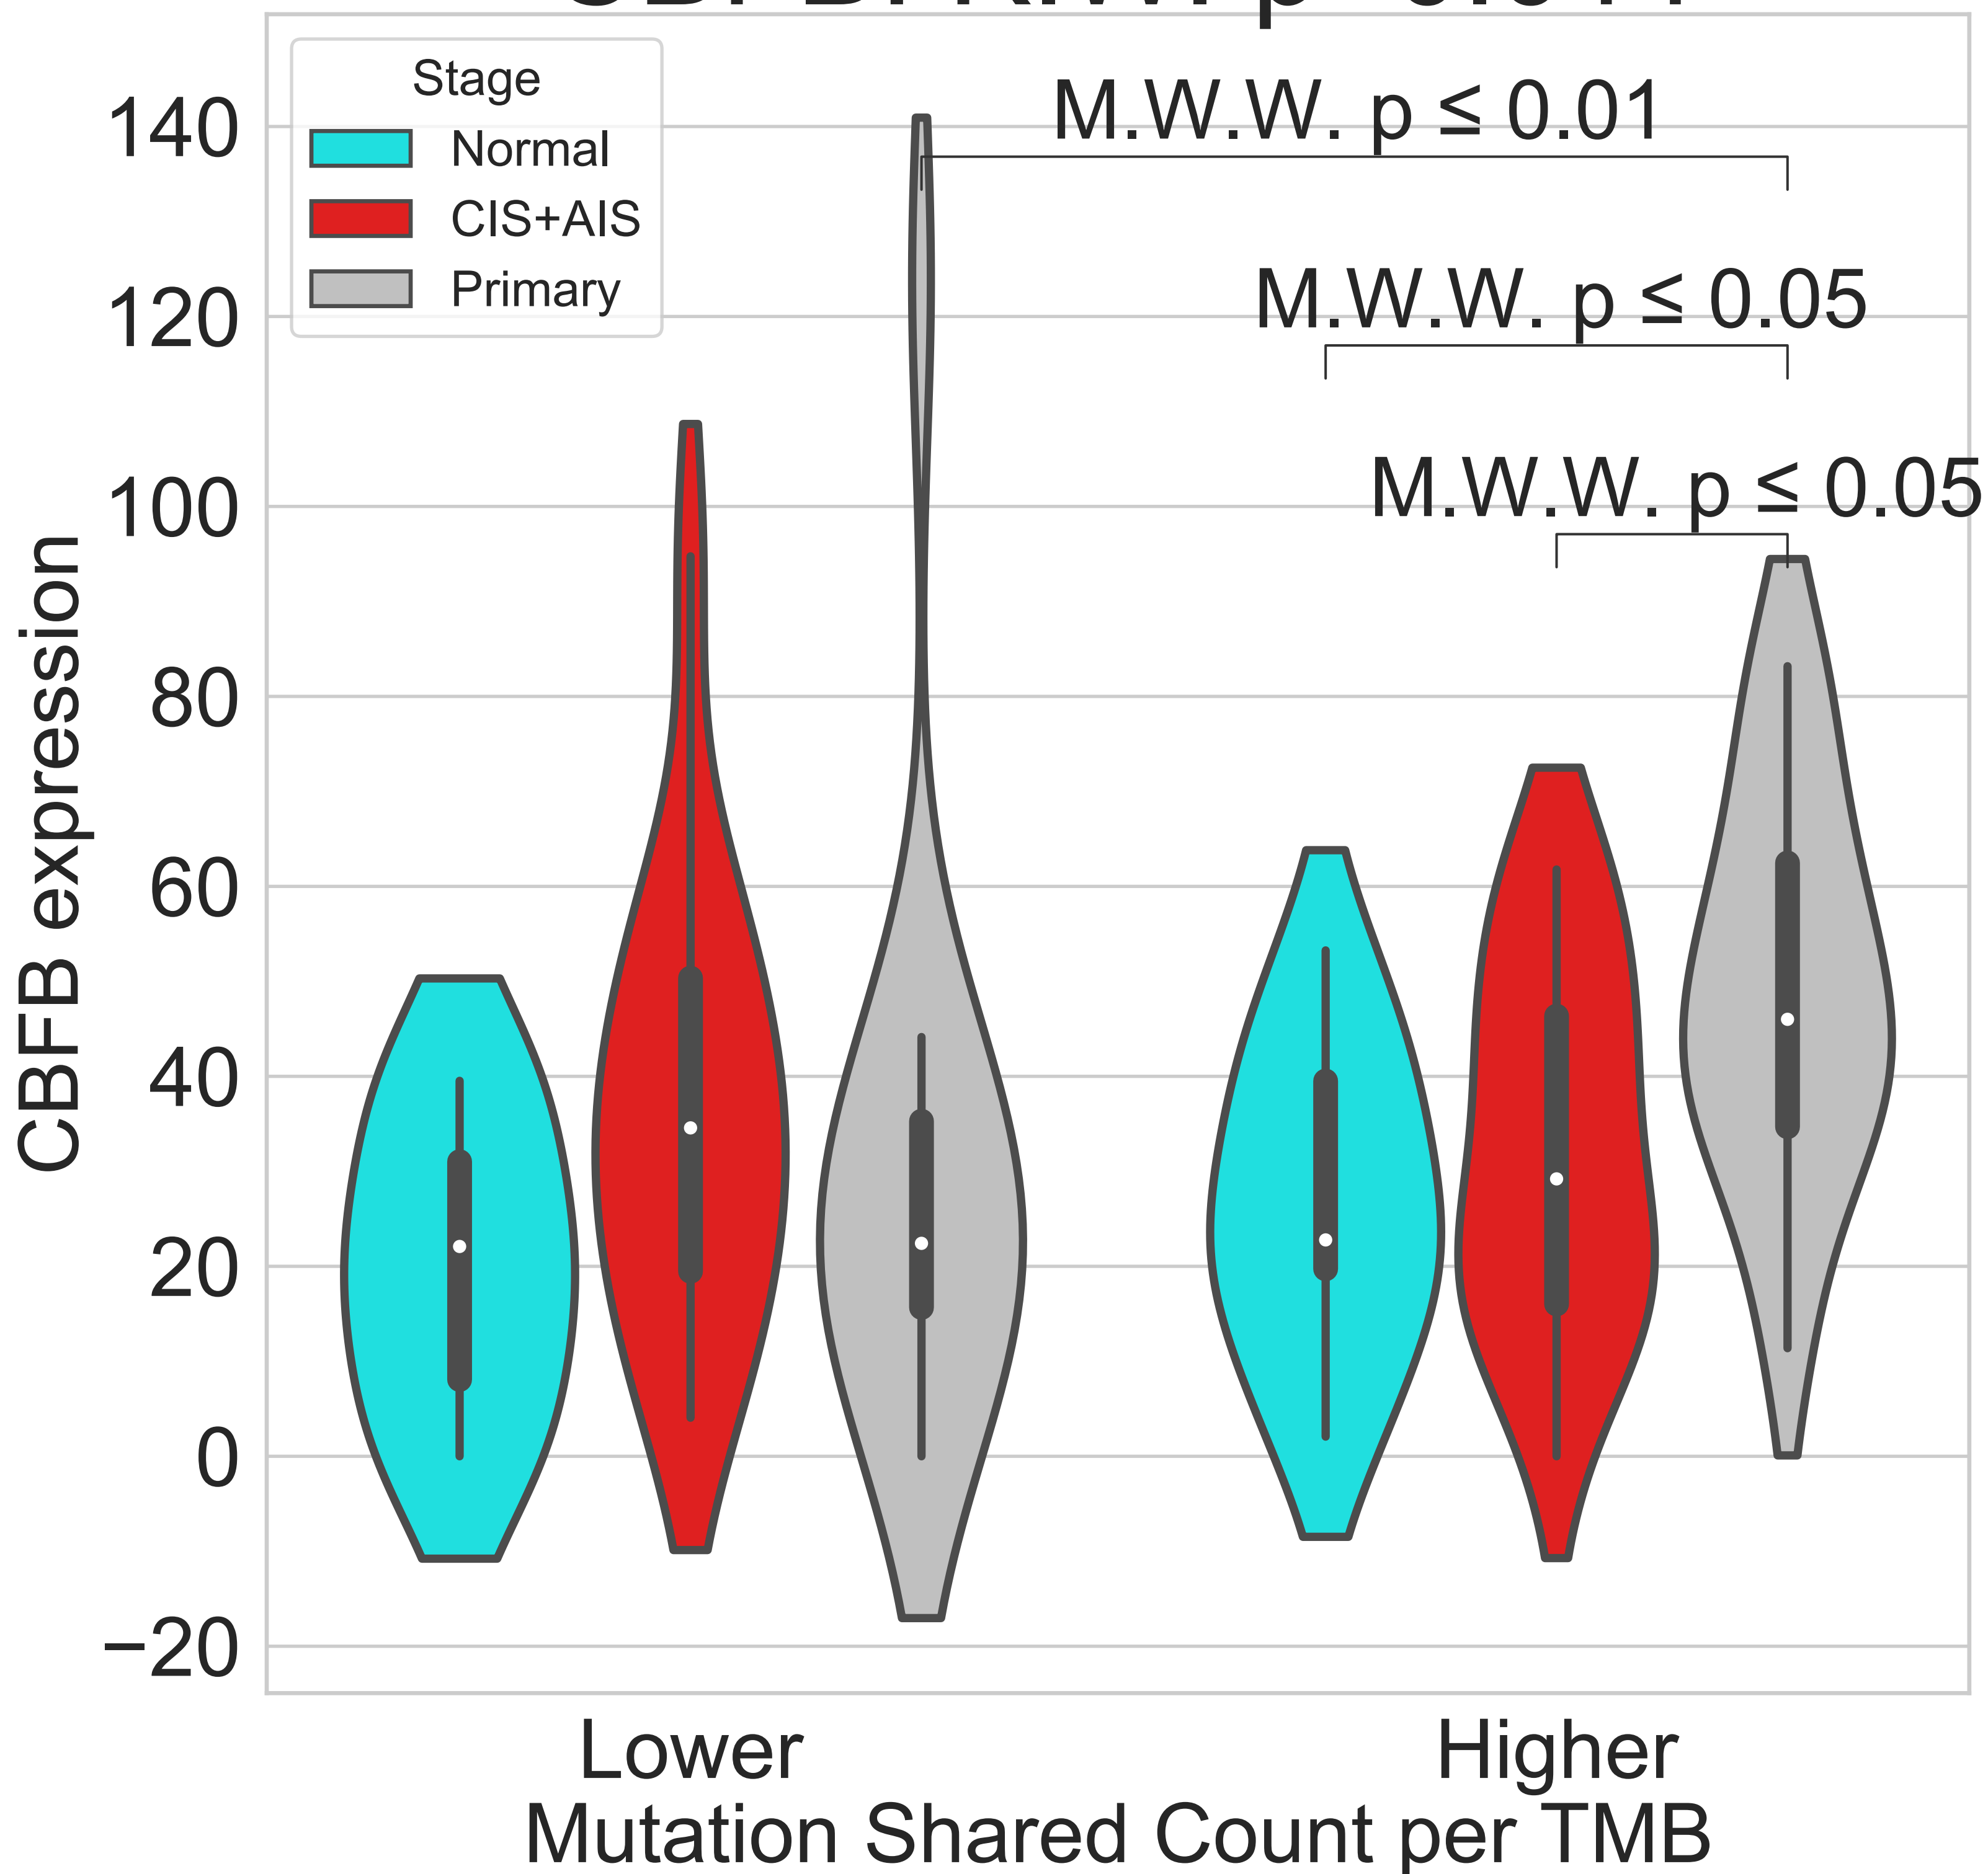 Stage
Normal
CIS+AIS
Primary
M.W.W. p ≤ 0.01
M.W.W. p ≤ 0.05
M.W.W. p ≤ 0.05
140
120
100
80
60
40
20
0
−20
CBFB expression
Lower
Higher
Mutation Shared Count per TMB